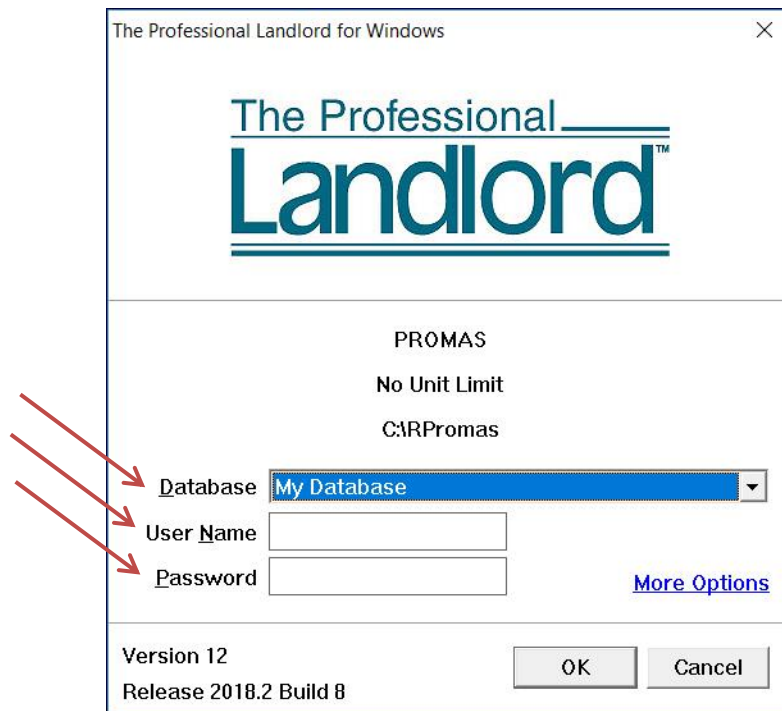 The Professional Landlord for Windows
The Professional
Landlord™
PROMAS
No Unit Limit
C:\RPromas
Database My Database
User Name
Password
More Options
Version 12
OK Cancel
Release 2018.2 Build 8